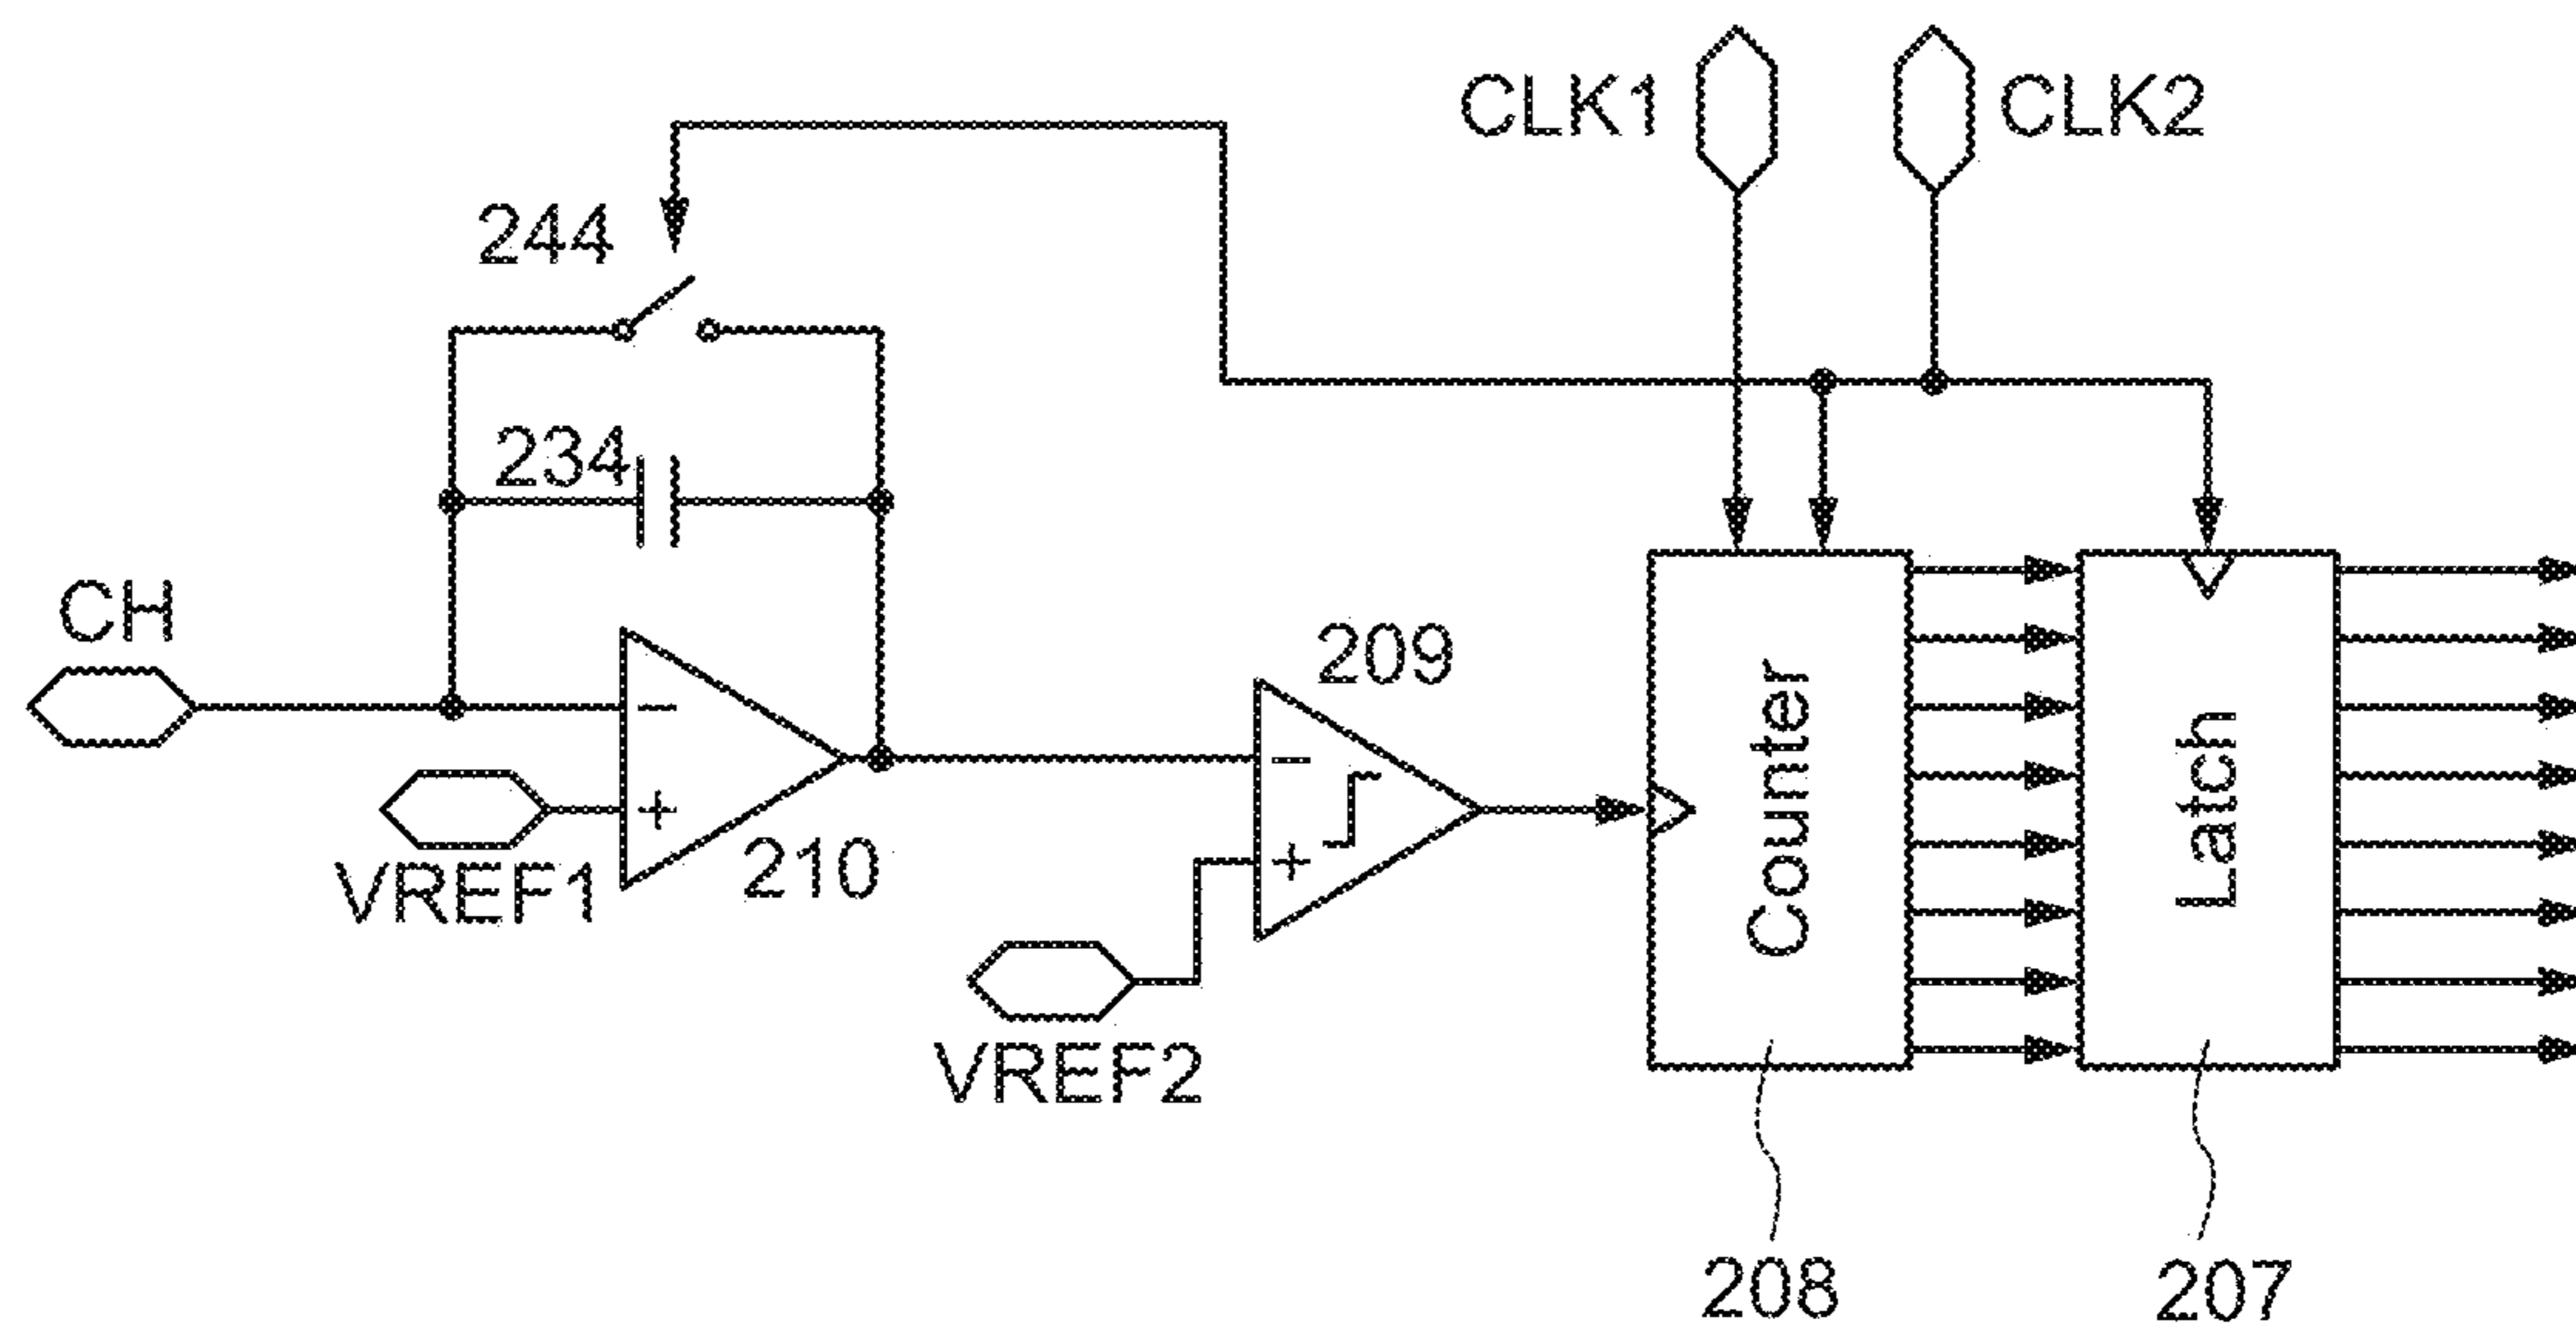 CLK1
CLK2
244
234
CH
−
+
VREF1
210
209
−
+
VREF2
Counter
Latch
208
207